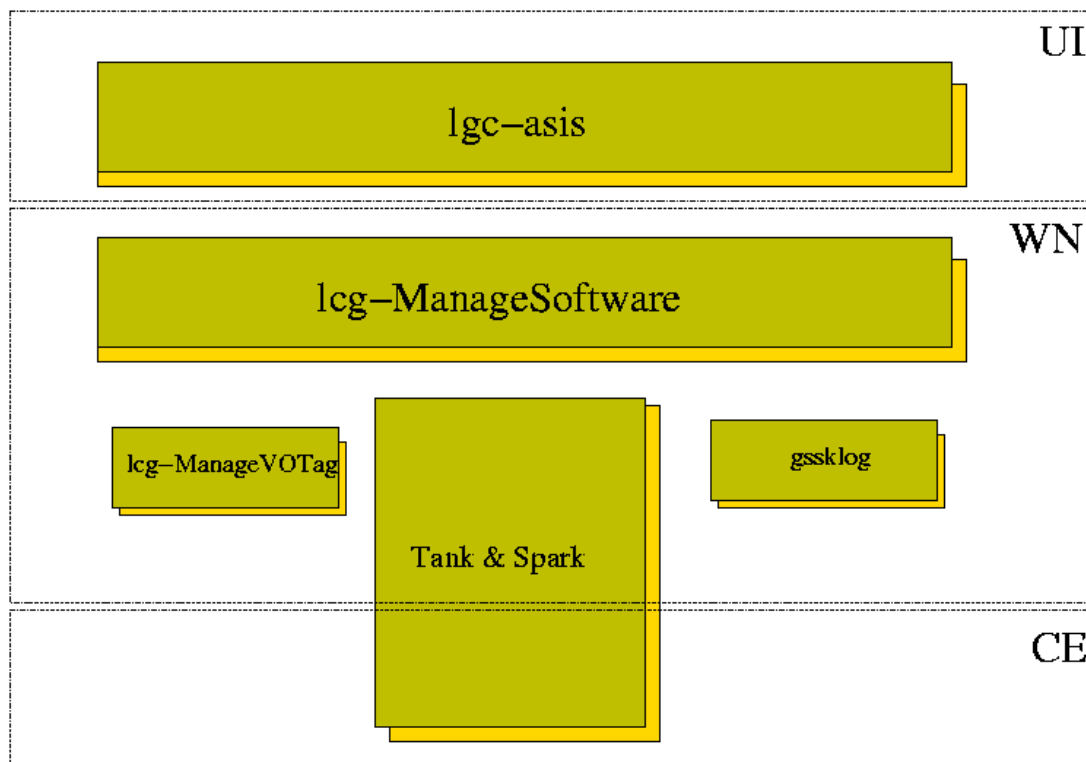 UI
lgc−asis
WN
lcg−ManageSoftware
lcg−ManageVOTag
gssklog
Tank & Spark
CE